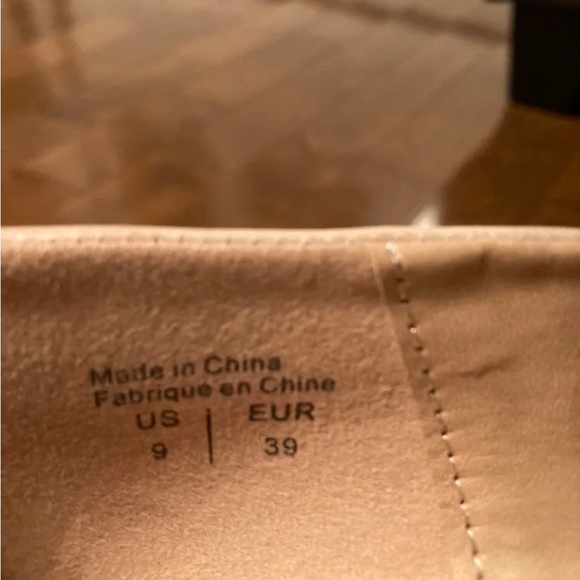 Made in China
Fabrique en Chine
US | EUR
9 | 39